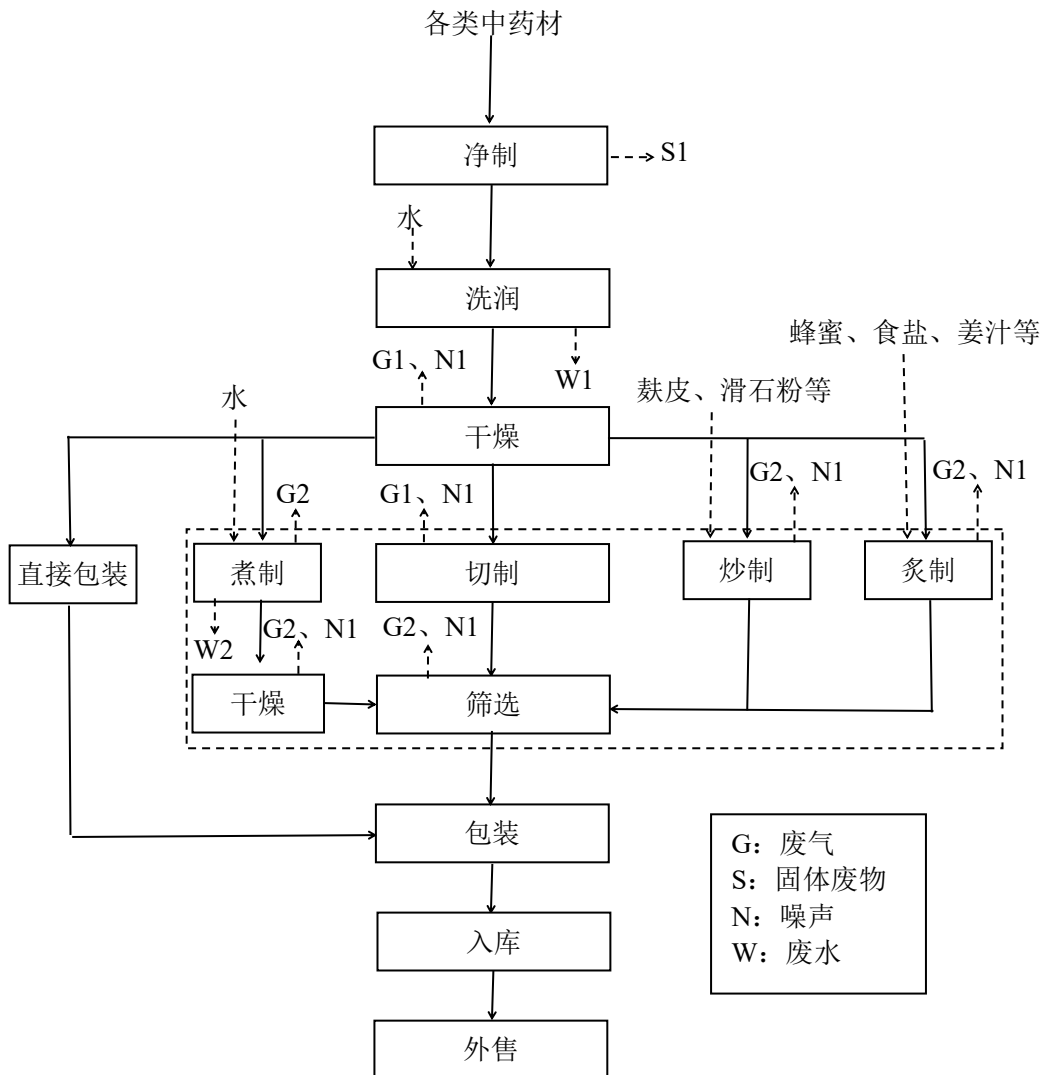 各类中药材
净制
S1
水
洗润
蜂蜜、食盐、姜汁等
G1、N1
W1
麸皮、滑石粉等
水
干燥
G2
G1、N1
G2、N1
G2、N1
直接包装
煮制
切制
炒制
炙制
W2
G2、N1
G2、N1
干燥
筛选
包装
G：废气
S：固体废物
N：噪声
W：废水
入库
外售